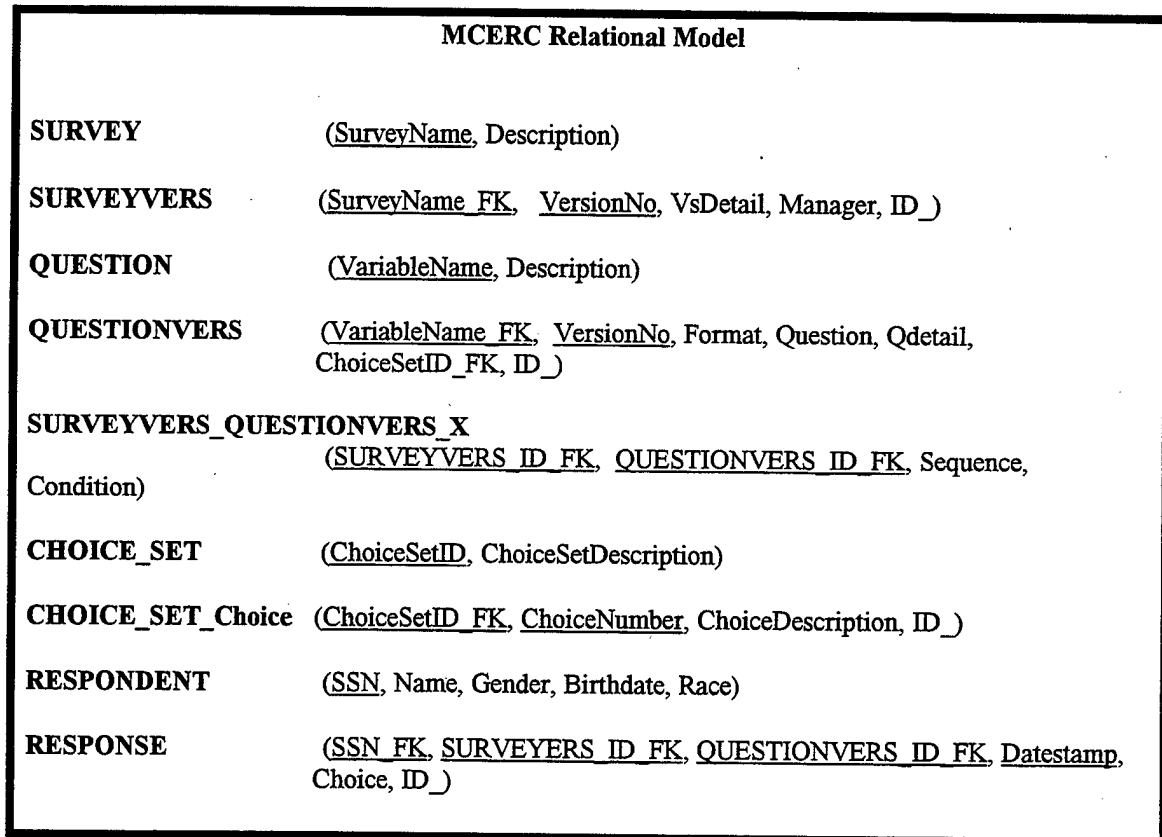 MCERC Relational Model
SURVEY (SurveyName, Description)
SURVEYVERS (SurveyName_FK, VersionNo, VsDetail, Manager, ID_)
QUESTION (VariableName, Description)
QUESTIONVERS (VariableName_FK, VersionNo, Format, Question, Qdetail,
ChoiceSetID_FK, ID_)
SURVEYVERS_QUESTIONVERS_X
(SURVEYVERS_ID_FK, QUESTIONVERS_ID_FK, Sequence,
Condition)
CHOICE_SET (ChoiceSetID, ChoiceSetDescription)
CHOICE_SET_Choice (ChoiceSetID_FK, ChoiceNumber, ChoiceDescription, ID_)
RESPONDENT (SSN, Name, Gender, Birthdate, Race)
RESPONSE (SSN_FK, SURVEYERS_ID_FK, QUESTIONVERS_ID_FK, Datestamp,
Choice, ID_)